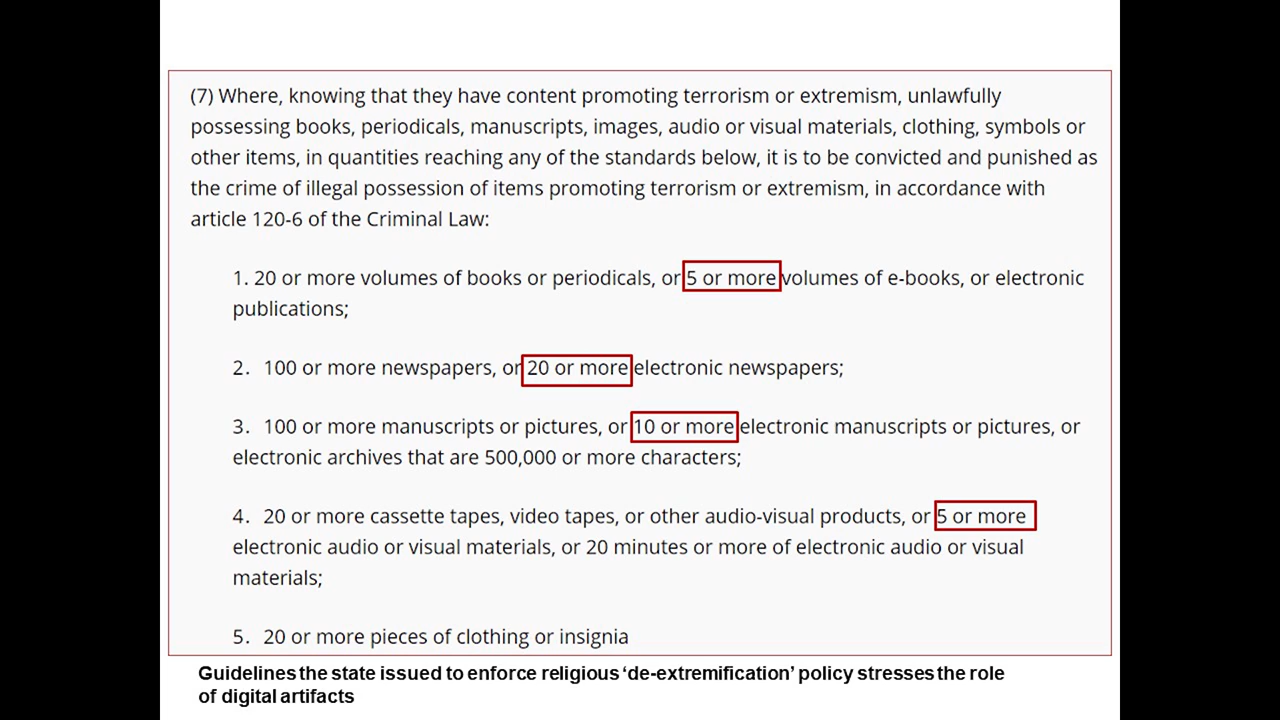 (7) Where, knowing that they have content promoting terrorism or extremism, unlawfully
possessing books, periodicals, manuscripts, images, audio or visual materials, clothing, symbols or
other items, in quantities reaching any of the standards below, it is to be convicted and punished as
the crime of illegal possession of items promoting terrorism or extremism, in accordance with
article 120-6 of the Criminal Law:
1. 20 or more volumes of books or periodicals, or 5 or more volumes of e-books, or electronic
publications;
2. 100 or more newspapers, or 20 or more electronic newspapers;
3. 100 or more manuscripts or pictures, or 10 or more electronic manuscripts or pictures, or
electronic archives that are 500,000 or more characters;
4. 20 or more cassette tapes, video tapes, or other audio-visual products, or 5 or more
electronic audio or visual materials, or 20 minutes or more of electronic audio or visual
materials;
5. 20 or more pieces of clothing or insignia
Guidelines the state issued to enforce religious ‘de-extremification’ policy stresses the role
of digital artifacts